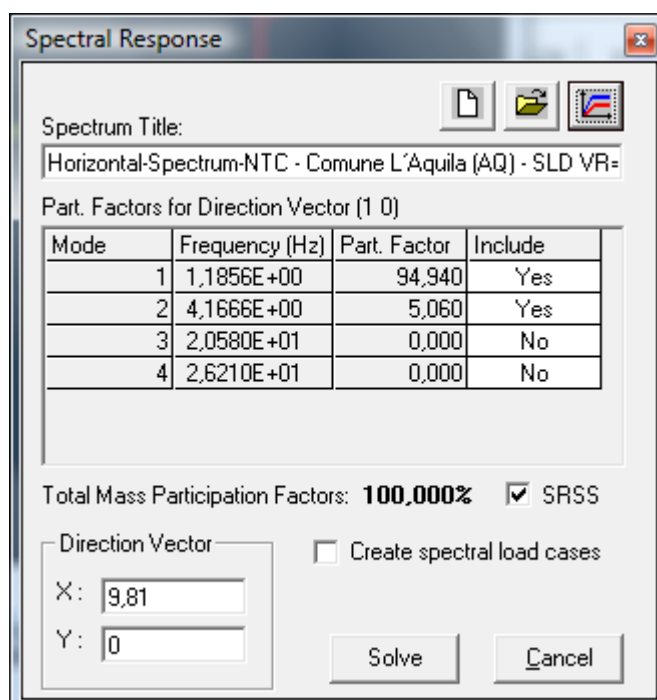 Spectral Response
Spectrum Title:
Horizontal-Spectrum-NTC - Comune L´Aquila (AQ) - SLD VR=
Part. Factors for Direction Vector (1 0)
Mode Frequency (Hz) Part. Factor Include
1 1,1856E+00 94,940 Yes
2 4,1666E+00 5,060 Yes
3 2,0580E+01 0,000 No
4 2,6210E+01 0,000 No
Total Mass Participation Factors: 100,000% SRSS
Direction Vector
Create spectral load cases
X: 9,81
Y: 0
Solve Cancel